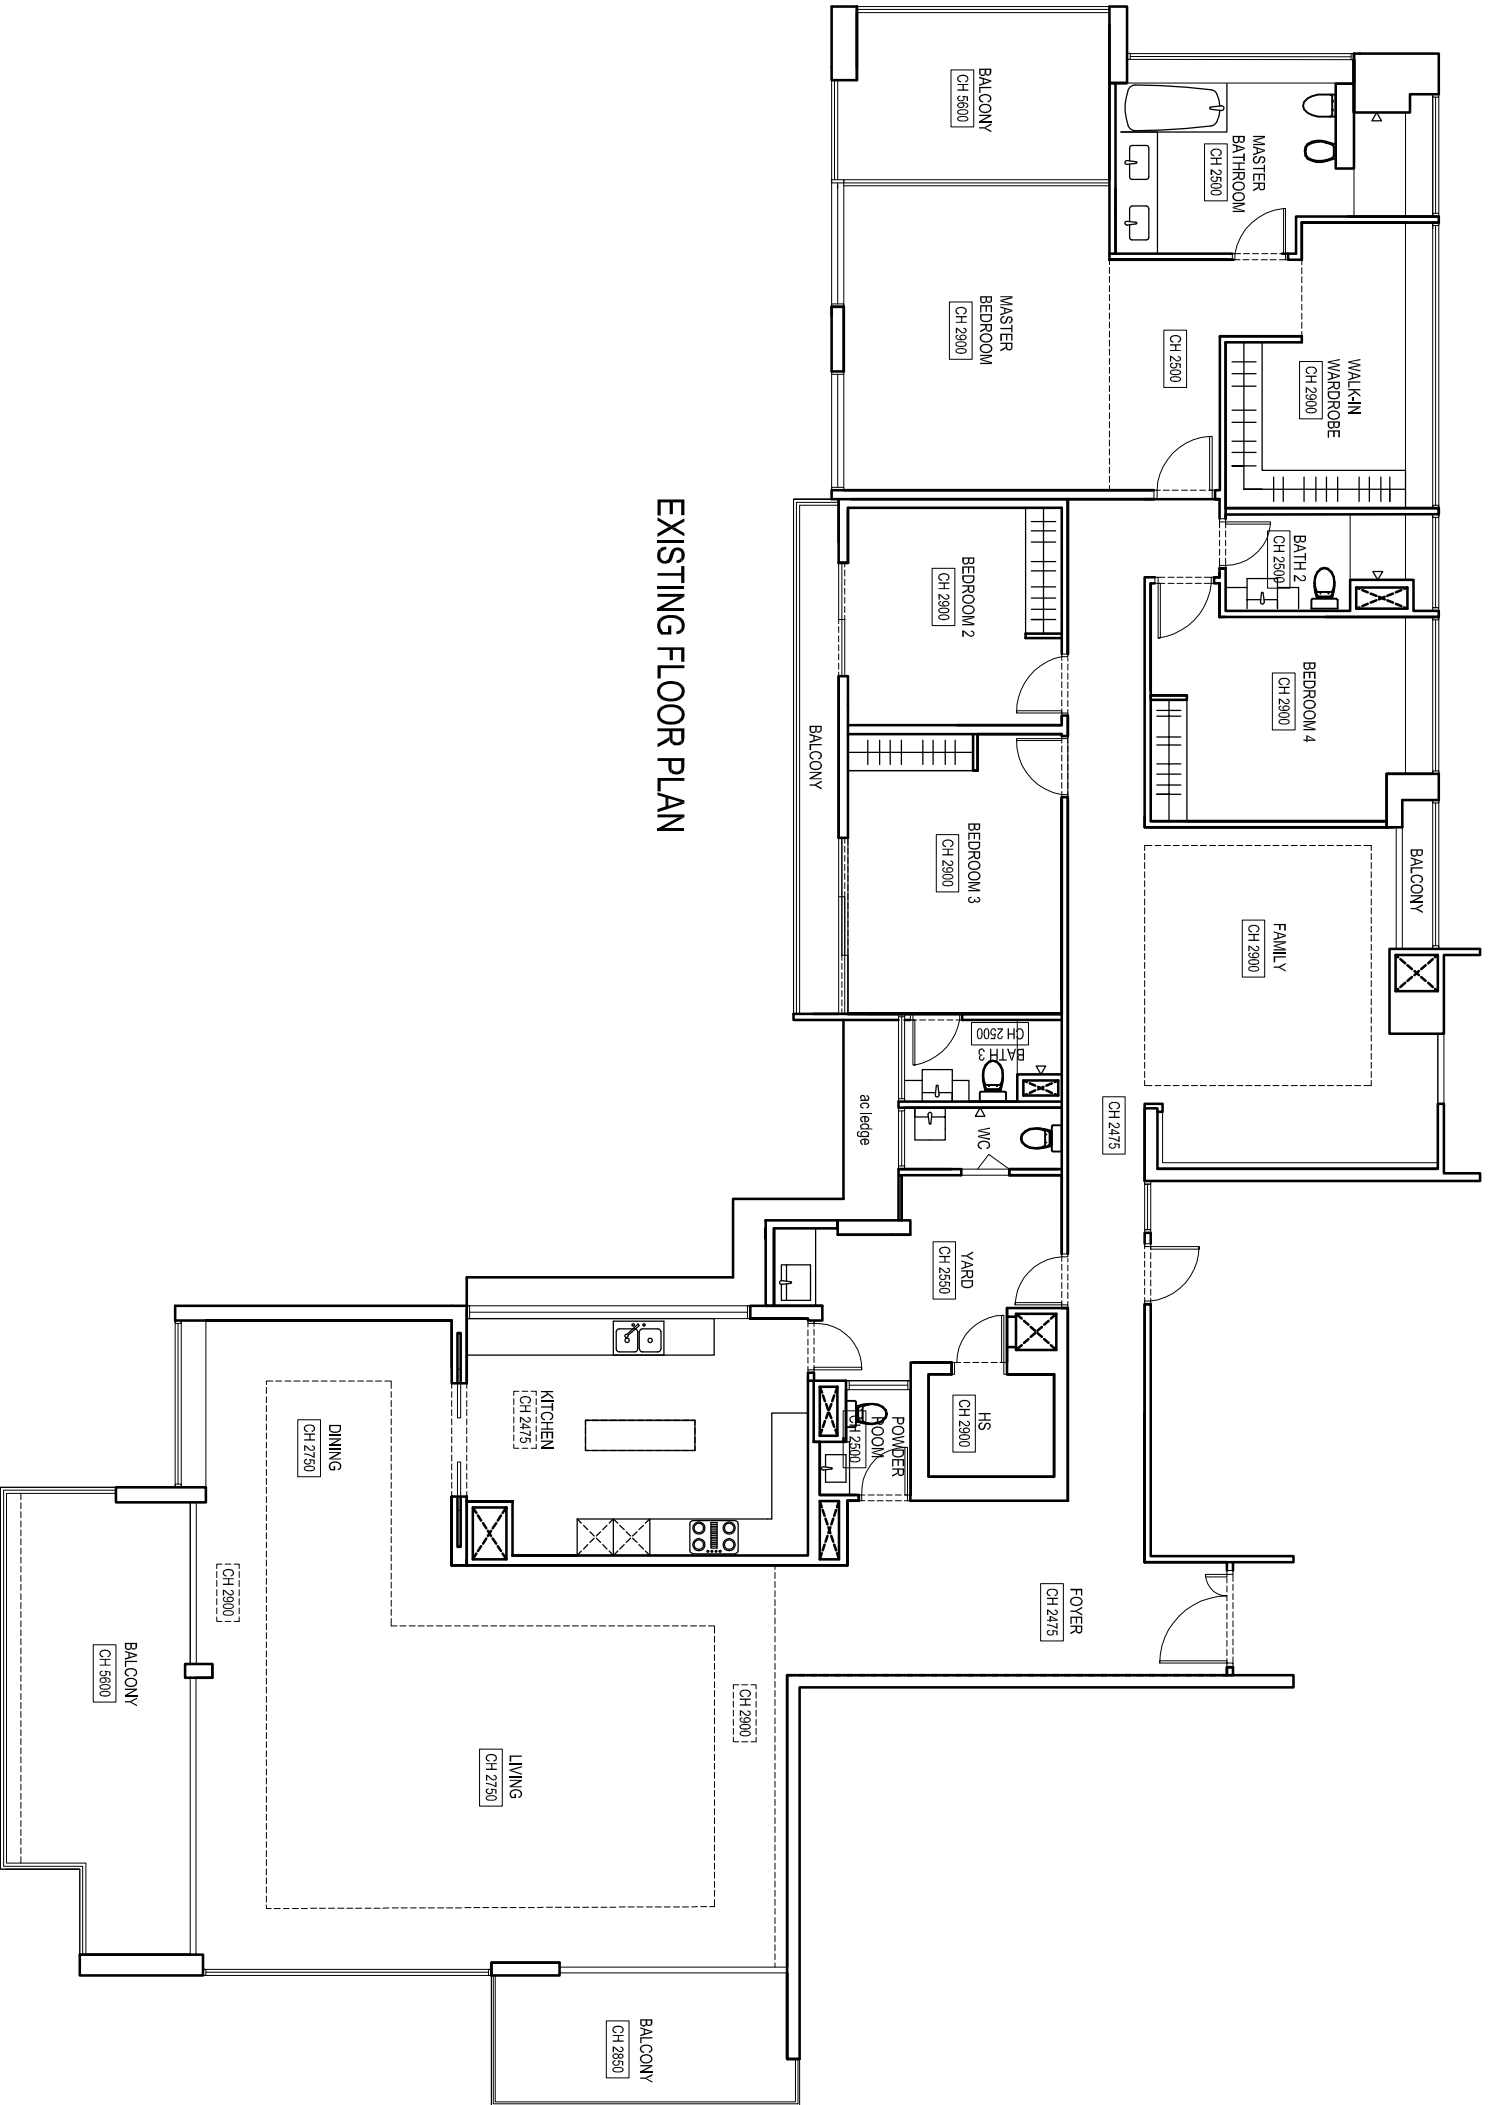 BALCONY
CH 5600
MASTER
BATHROOM
CH 2500
MASTER
BEDROOM
CH 2900
CH 2500
WALK-IN
WARDROBE
CH 2900
BATH 2
CH 2500
BEDROOM 2
CH 2900
BEDROOM 4
CH 2900
BALCONY
BEDROOM 3
CH 2900
BALCONY
FAMILY
CH 2900
EXISTING FLOOR PLAN
BATH 3
CH 2500
ac ledge
WC
CH 2475
YARD
CH 2550
HS
CH 2900
POWDER
ROOM
CH 2500
KITCHEN
CH 2475
DINING
CH 2750
FOYER
CH 2475
CH 2900
BALCONY
CH 5600
CH 2900
LIVING
CH 2750
BALCONY
CH 2850